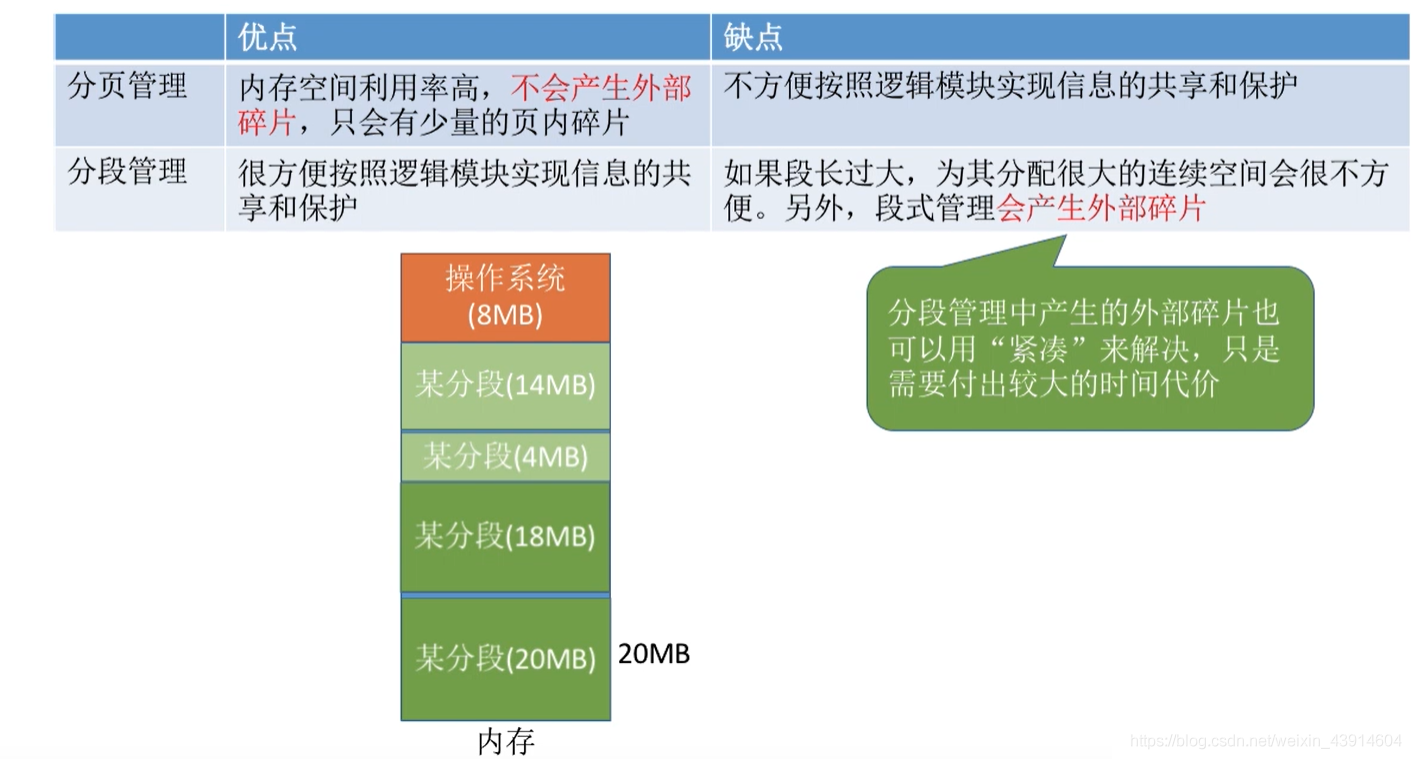 优点
缺点
分页管理
内存空间利用率高，不会产生外部
碎片，只会有少量的页内碎片
不方便按照逻辑模块实现信息的共享和保护
分段管理
很方便按照逻辑模块实现信息的共
享和保护
如果段长过大，为其分配很大的连续空间会很不方
便。另外，段式管理会产生外部碎片
操作系统
(8MB)
某分段(14MB)
某分段(4MB)
某分段(18MB)
某分段(20MB)
20MB
内存
分段管理中产生的外部碎片也
可以用“紧凑”来解决，只是
需要付出较大的时间代价
https://blog.csdn.net/weixin_43914604